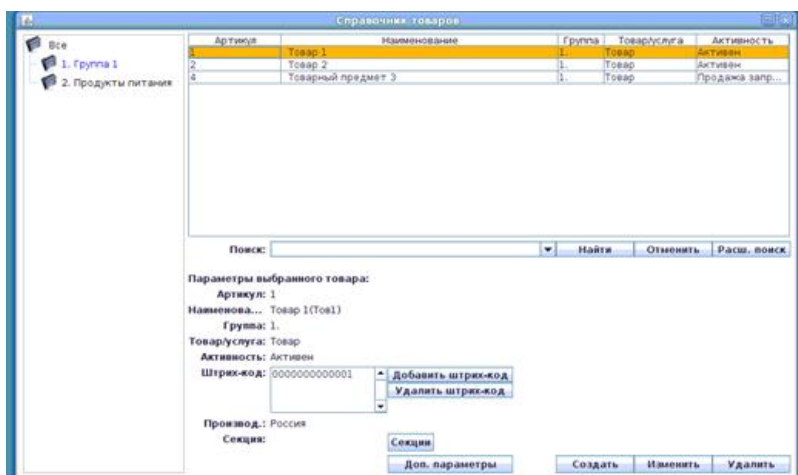 Справочник товаров
Все
1. Группа 1
2. Продукты питания
Артикул Наименование Группа Товар/услуга Активность
1 Товар 1 1. Товар Активен
2 Товар 2 1. Товар Активен
4 Товарный предмет 3 1. Товар Продажа запр...
Поиск: Найти Отменить Расш. поиск
Параметры выбранного товара:
Артикул: 1
Наименова... Товар 1(Тов1)
Группа: 1.
Товар/услуга: Товар
Активность: Активен
Штрих-код: 0000000000001 Добавить штрих-код
Удалить штрих-код
Производ.: Россия
Секция: Секции
Доп. параметры Создать Изменить Удалить